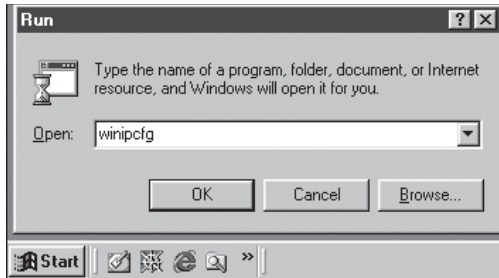 Run
Type the name of a program, folder, document, or Internet
resource, and Windows will open it for you.
Open: winipcfg
OK Cancel Browse...
Start